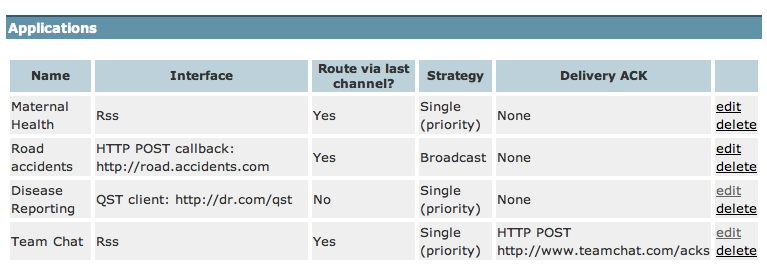 Applications
Name Interface Route via last channel? Strategy Delivery ACK
Maternal Health Rss Yes Single (priority) None edit delete
Road accidents HTTP POST callback: http://road.accidents.com Yes Broadcast None edit delete
Disease Reporting QST client: http://dr.com/qst No Single (priority) None edit delete
Team Chat Rss Yes Single (priority) HTTP POST http://www.teamchat.com/acks edit delete